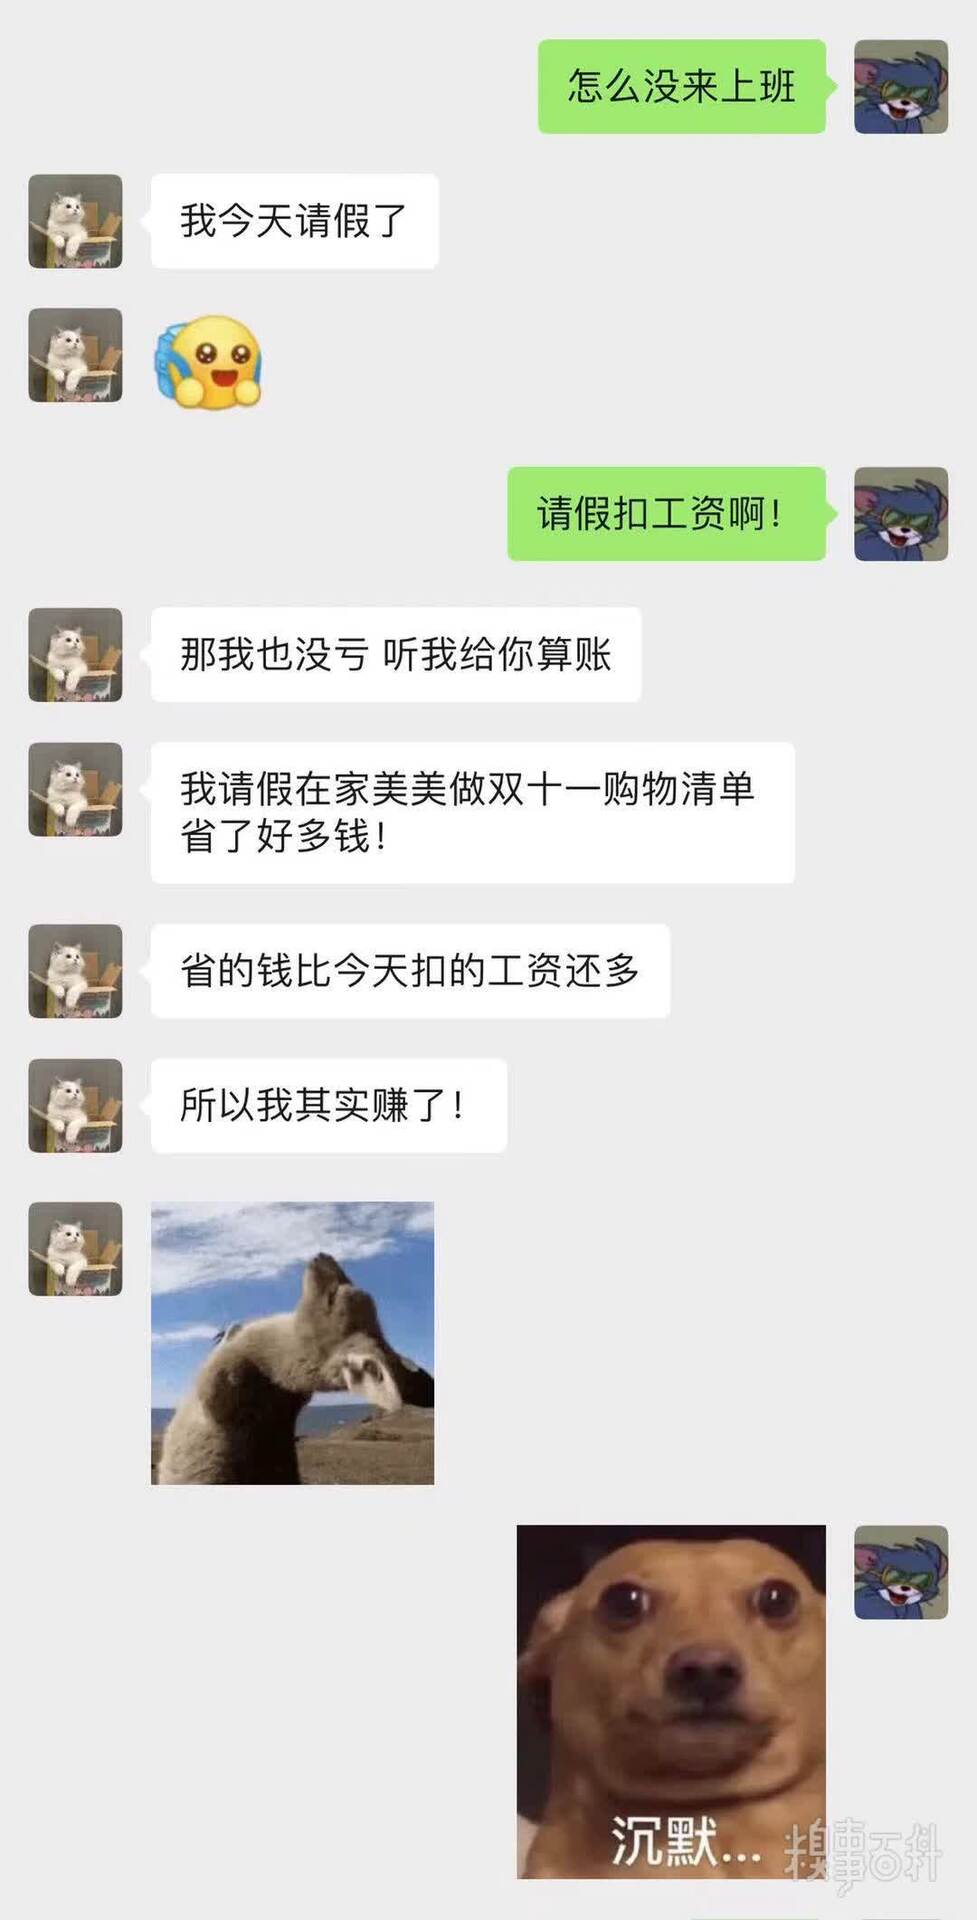 怎么没来上班
我今天请假了
请假扣工资啊！
那我也没亏 听我给你算账
我请假在家美美做双十一购物清单
省了好多钱！
省的钱比今天扣的工资还多
所以我其实赚了！
沉默...
糗事百科